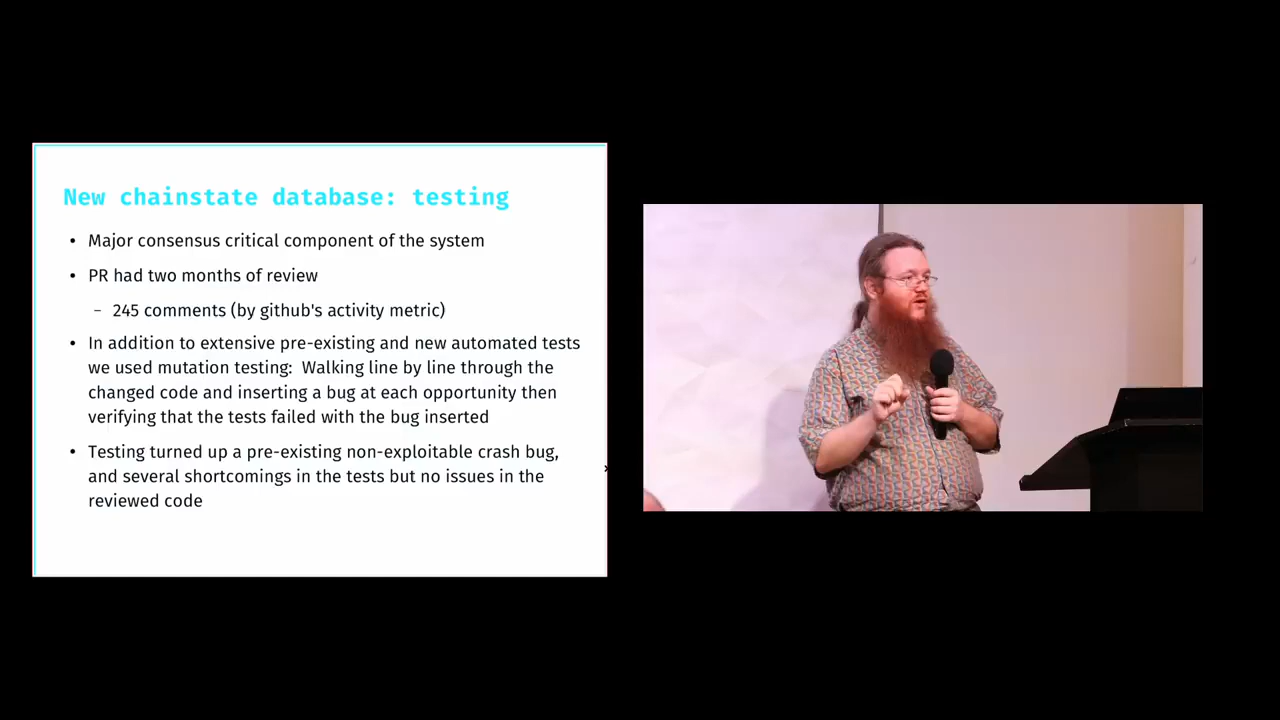 New chainstate database: testing
• Major consensus critical component of the system
• PR had two months of review
– 245 comments (by github's activity metric)
• In addition to extensive pre-existing and new automated tests
we used mutation testing: Walking line by line through the
changed code and inserting a bug at each opportunity then
verifying that the tests failed with the bug inserted
• Testing turned up a pre-existing non-exploitable crash bug,
and several shortcomings in the tests but no issues in the
reviewed code